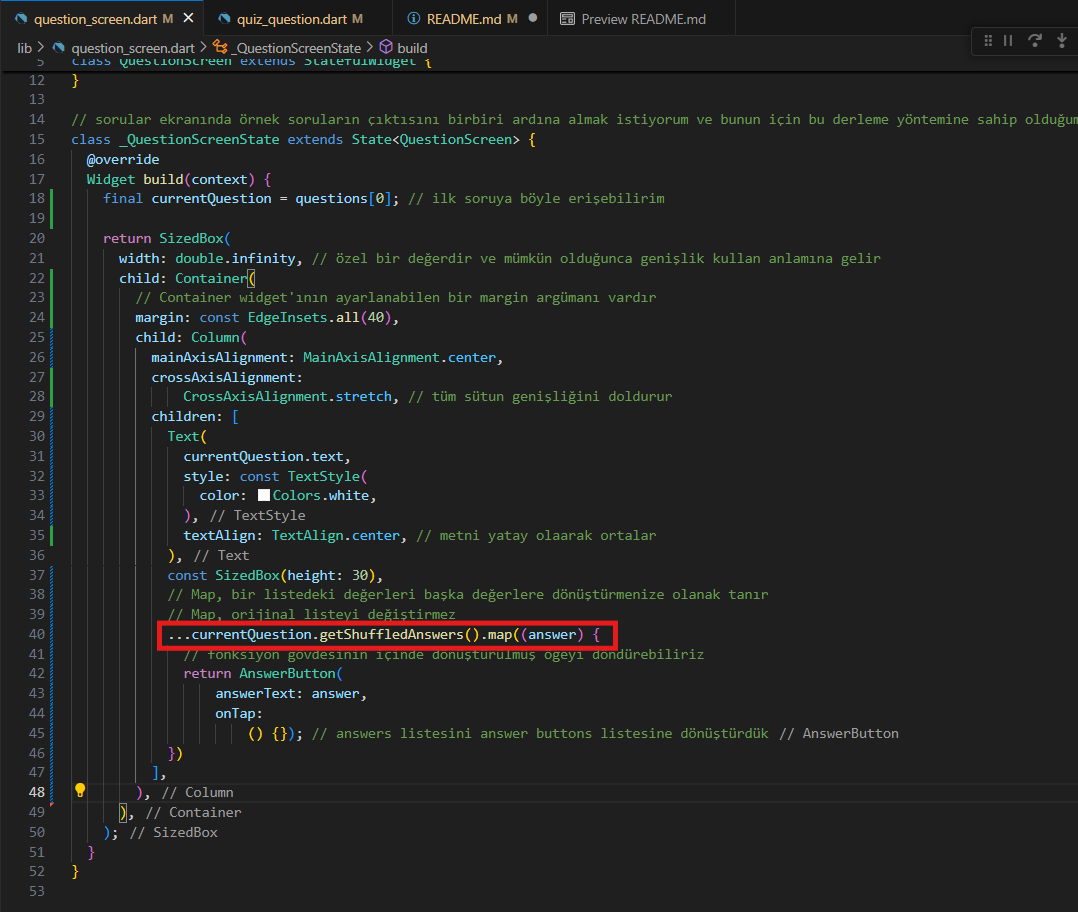 question_screen.dart M
quiz_question.dart M
README.md M
Preview README.md
lib > question_screen.dart > _QuestionScreenState > build
5 class QuestionScreen extends StatefulWidget {
12 }
13
14 // sorular ekranında örnek soruların çıktısını birbiri ardına almak istiyorum ve bunun için bu derleme yöntemine sahip olduğum
15 class _QuestionScreenState extends State<QuestionScreen> {
16 @override
17 Widget build(context) {
18 final currentQuestion = questions[0]; // ilk soruya böyle erişebilirim
19
20 return SizedBox(
21 width: double.infinity, // özel bir değerdir ve mümkün olduğunca genişlik kullan anlamına gelir
22 child: Container(
23 // Container widget'ının ayarlanabilen bir margin argümanı vardır
24 margin: const EdgeInsets.all(40),
25 child: Column(
26 mainAxisAlignment: MainAxisAlignment.center,
27 crossAxisAlignment:
28 CrossAxisAlignment.stretch, // tüm sütun genişliğini doldurur
29 children: [
30 Text(
31 currentQuestion.text,
32 style: const TextStyle(
33 color: Colors.white,
34 ), // TextStyle
35 textAlign: TextAlign.center, // metni yatay olaarak ortalar
36 ), // Text
37 const SizedBox(height: 30),
38 // Map, bir listedeki değerleri başka değerlere dönüştürmenize olanak tanır
39 // Map, orijinal listeyi değiştirmez
40 ...currentQuestion.getShuffledAnswers().map((answer) {
41 // fonksiyon gövdesinin içinde dönüştürülmüş öğeyi döndürebiliriz
42 return AnswerButton(
43 answerText: answer,
44 onTap:
45 () {}); // answers listesini answer buttons listesine dönüştürdük // AnswerButton
46 })
47 ],
48 ), // Column
49 ), // Container
50 ); // SizedBox
51 }
52 }
53